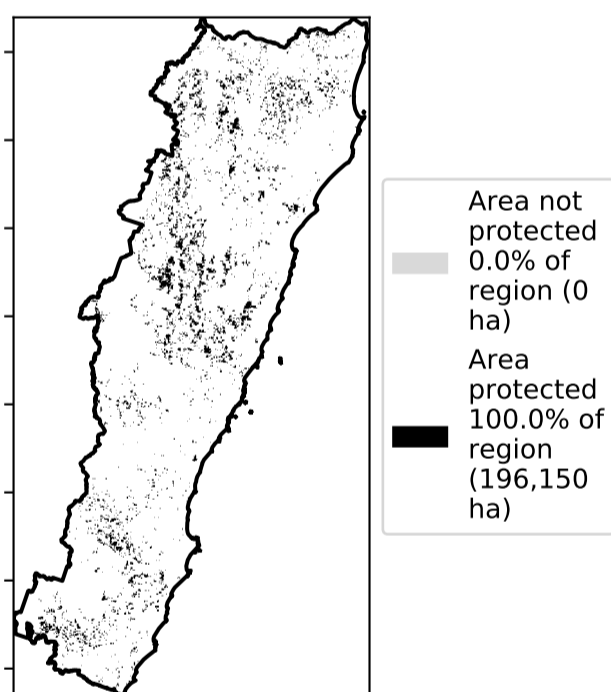 Area not
protected
0.0% of
region (0
ha)
Area
protected
100.0% of
region
(196,150
ha)